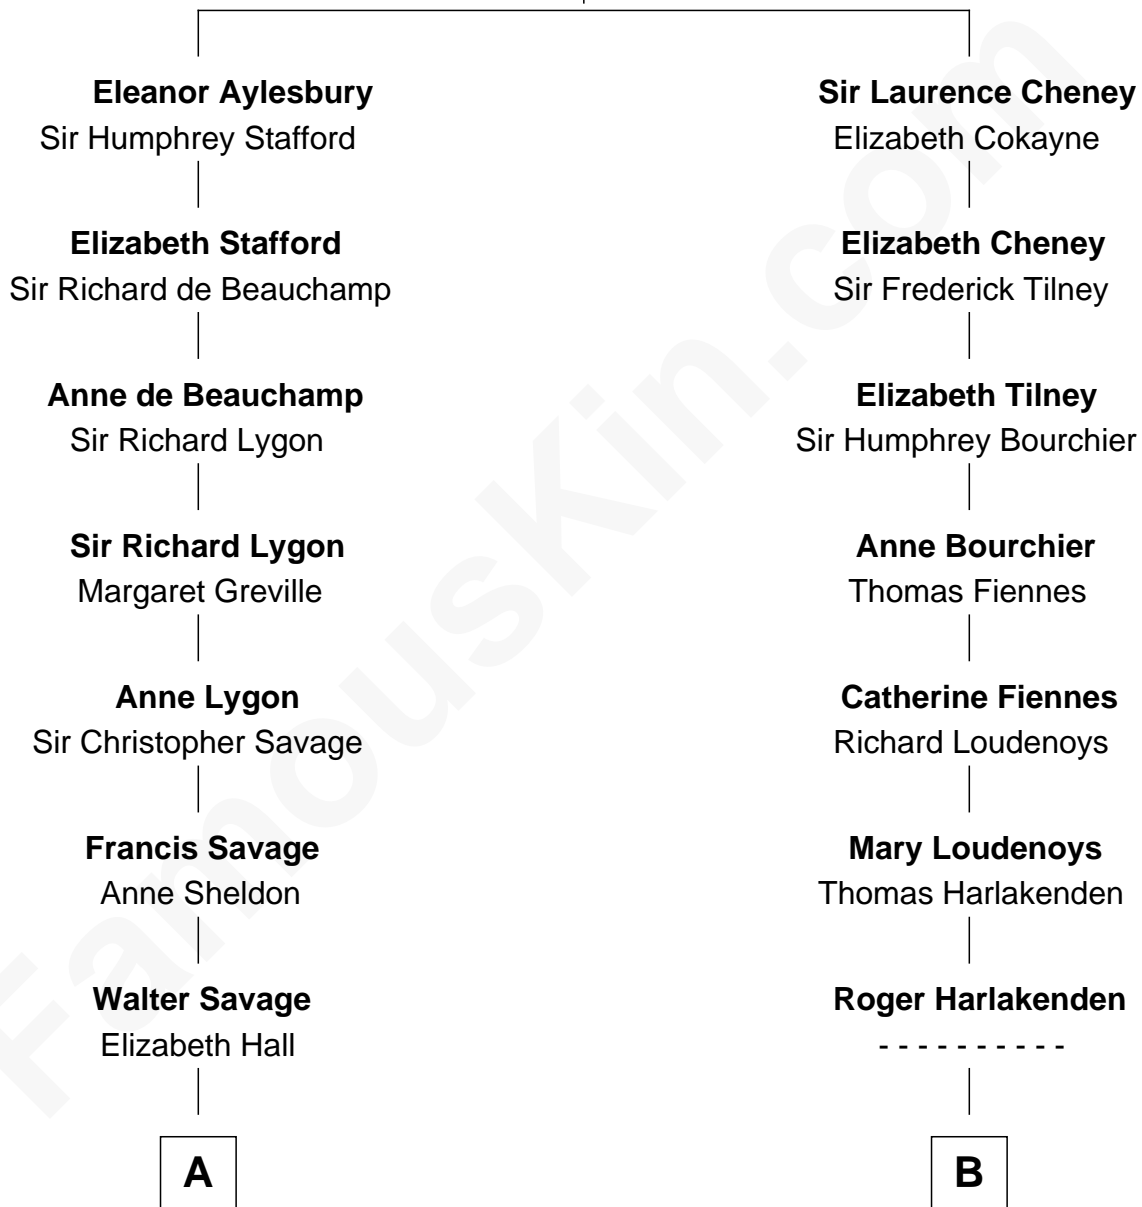 Eleanor Aylesbury
Sir Humphrey Stafford
Elizabeth Stafford
Sir Richard de Beauchamp
Anne de Beauchamp
Sir Richard Lygon
Sir Richard Lygon
Margaret Greville
Anne Lygon
Sir Christopher Savage
Francis Savage
Anne Sheldon
Walter Savage
Elizabeth Hall
A
Sir Laurence Cheney
Elizabeth Cokayne
Elizabeth Cheney
Sir Frederick Tilney
Elizabeth Tilney
Sir Humphrey Bourchier
Anne Bourchier
Thomas Fiennes
Catherine Fiennes
Richard Loudenoys
Mary Loudenoys
Thomas Harlakenden
Roger Harlakenden
- - - - - - - - - -
B
FamousKin.com